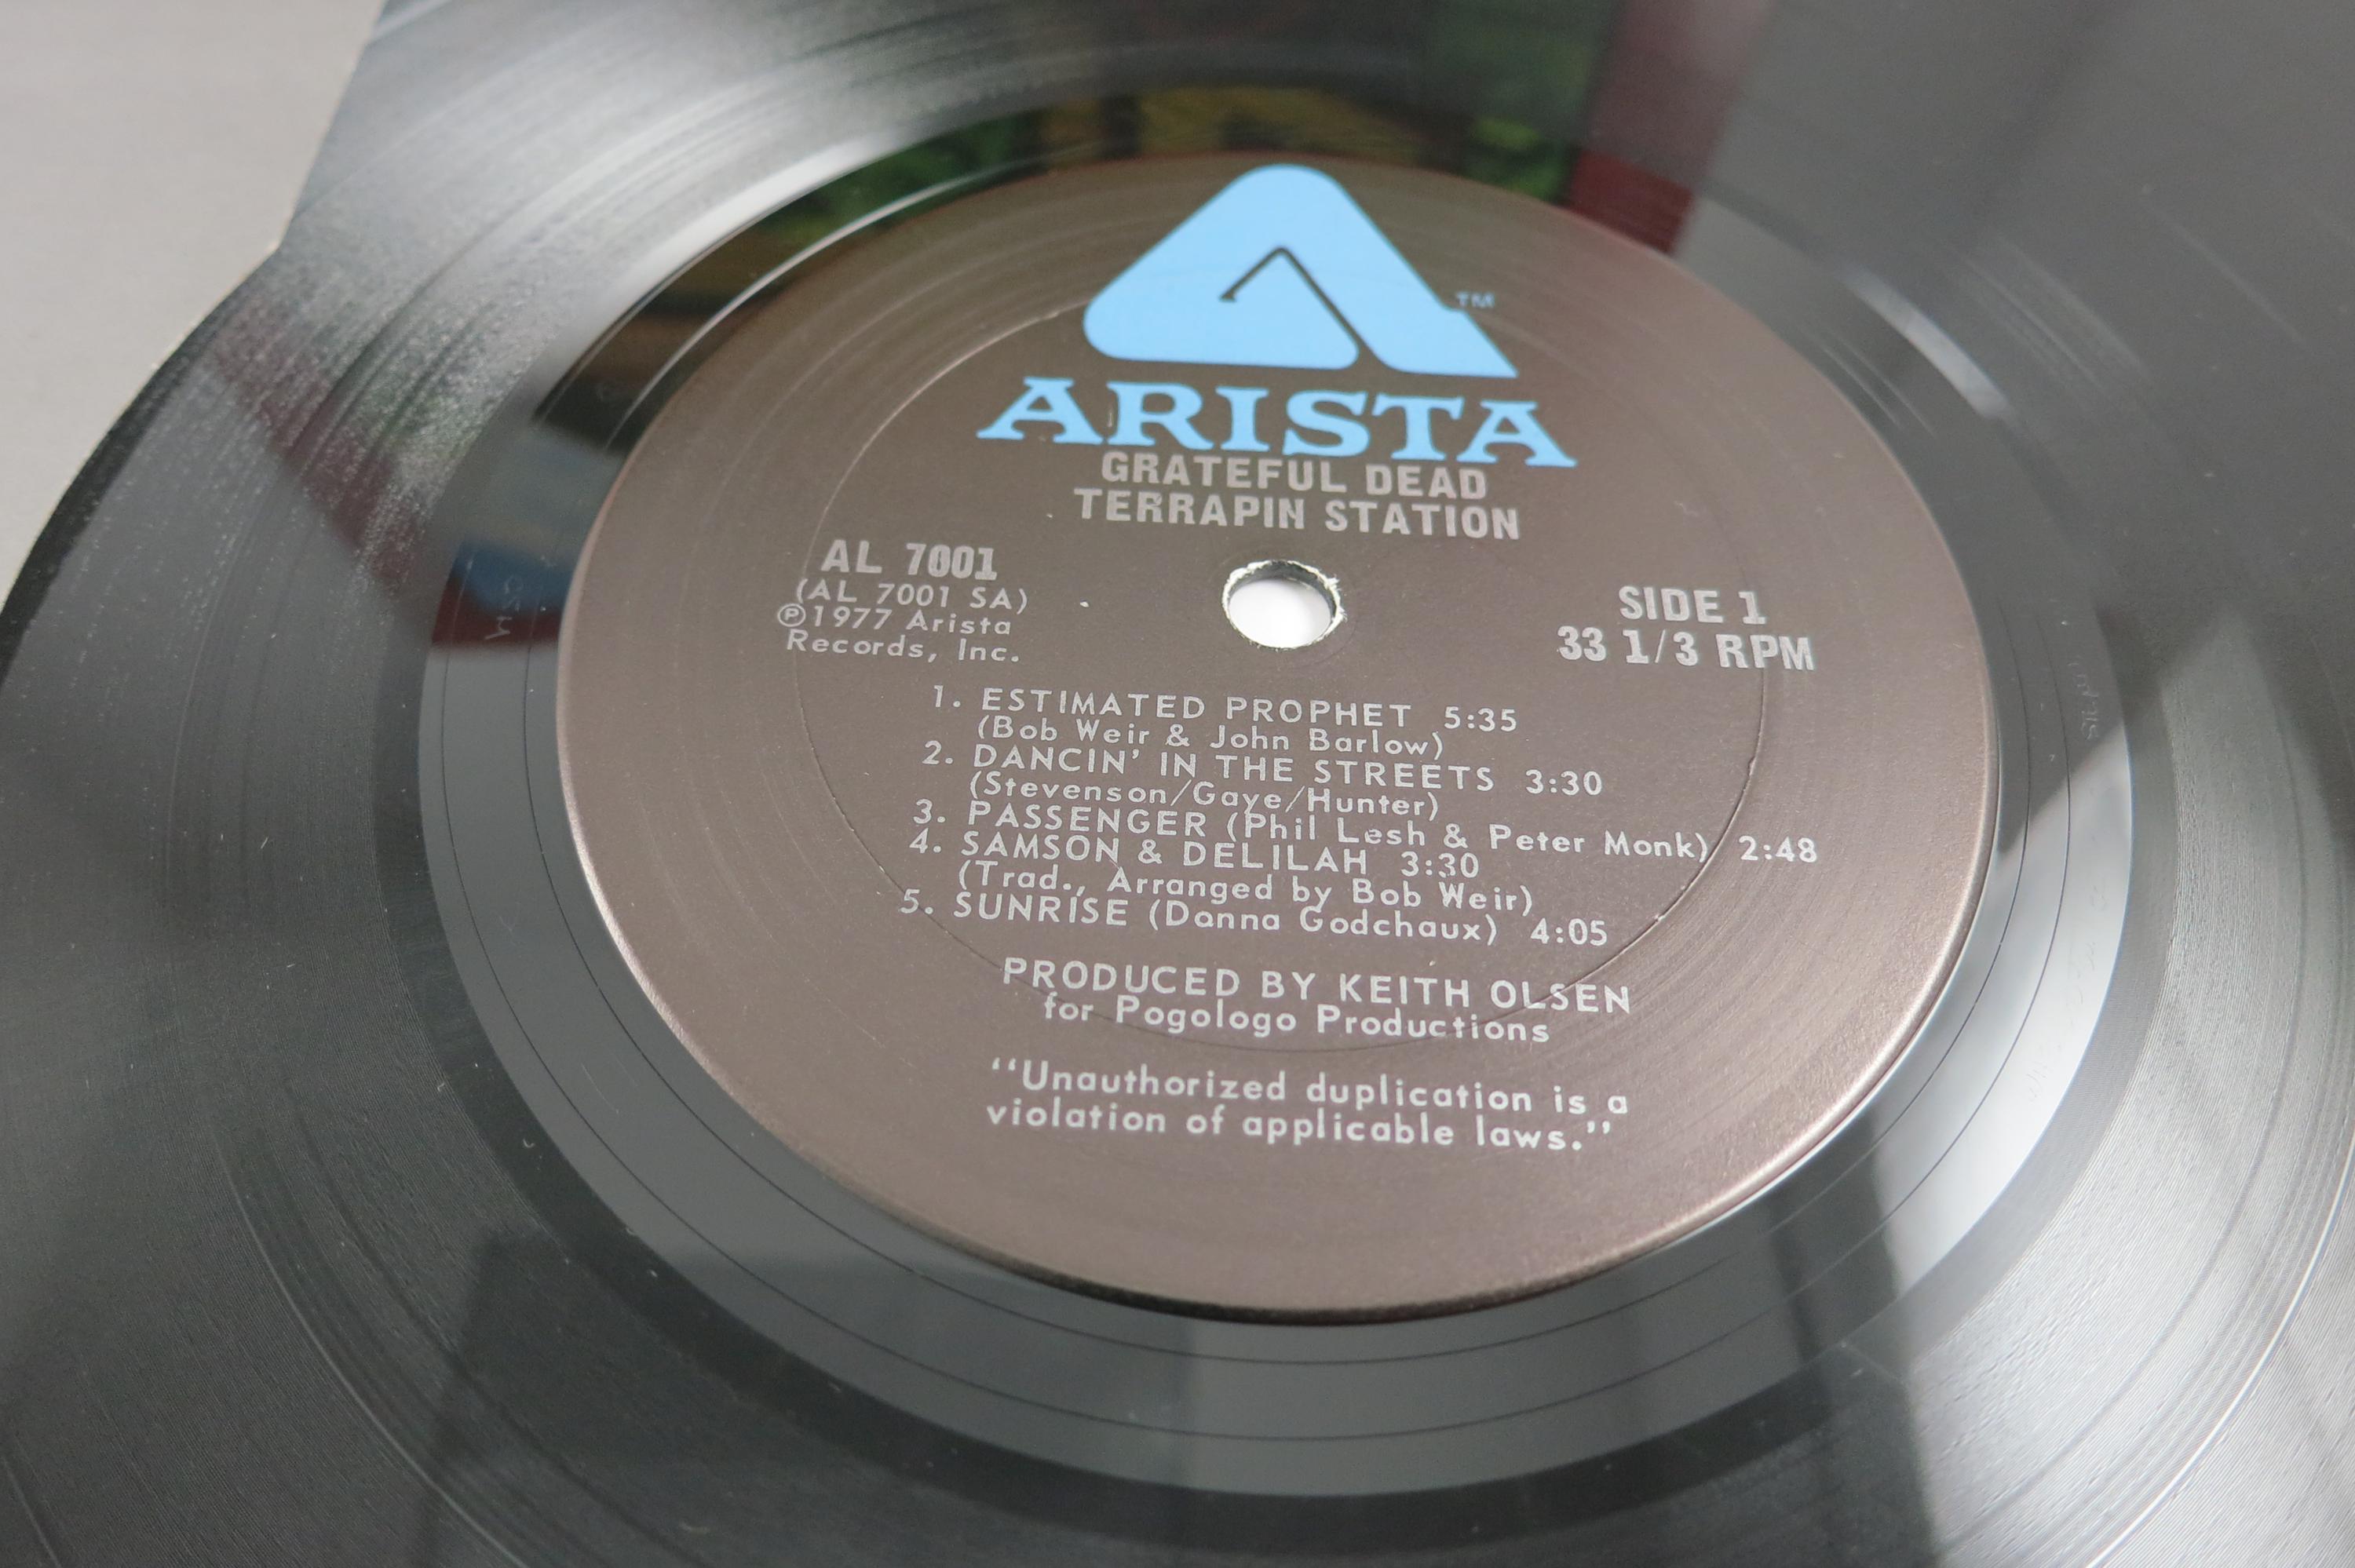 TM
ARISTA
GRATEFUL DEAD
TERRAPIN STATION
AL 7001
(AL 7001 SA)
℗1977 Arista
Records, Inc.
SIDE 1
33 1/3 RPM
1. ESTIMATED PROPHET 5:35
(Bob Weir & John Barlow)
2. DANCIN' IN THE STREETS 3:30
(Stevenson/Gaye/Hunter)
3. PASSENGER (Phil Lesh & Peter Monk) 2:48
4. SAMSON & DELILAH 3:30
(Trad., Arranged by Bob Weir)
5. SUNRISE (Donna Godchaux) 4:05
PRODUCED BY KEITH OLSEN
for Pogologo Productions
"Unauthorized duplication is a
violation of applicable laws."